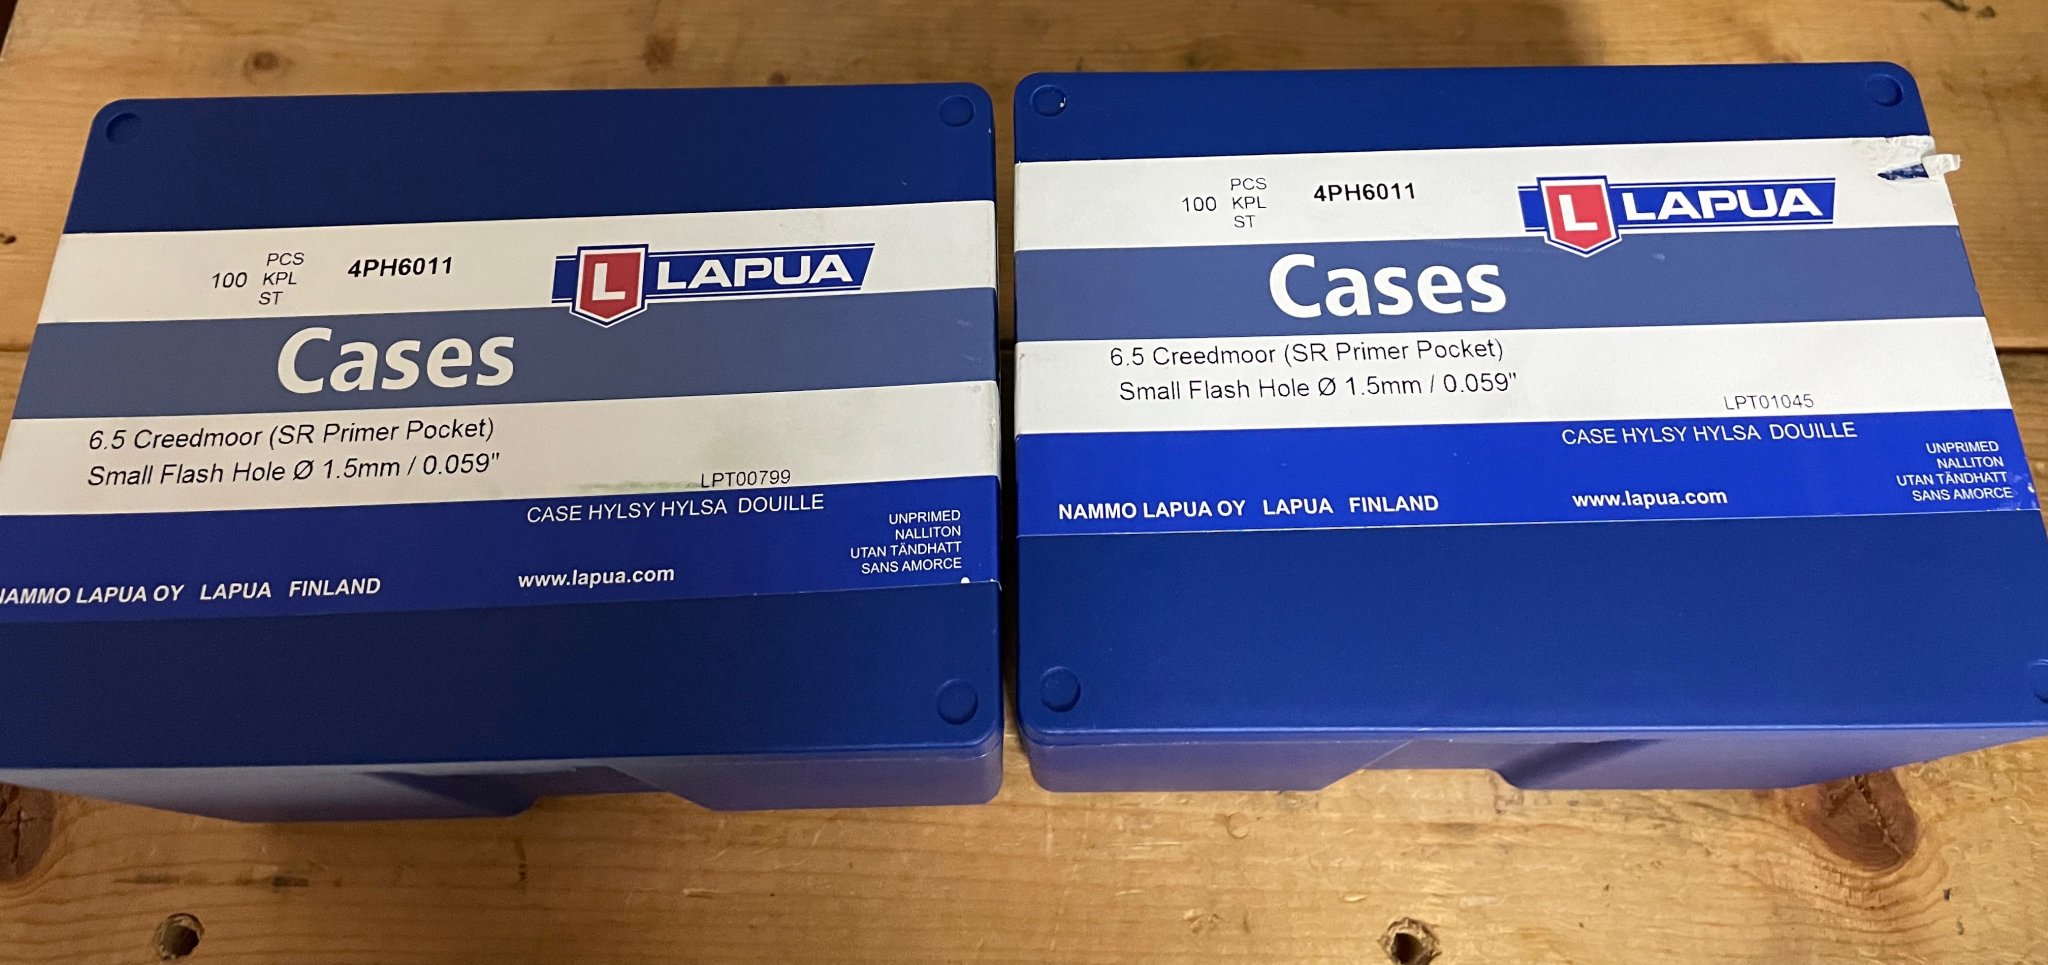 100 PCS
KPL
ST
4PH6011
L LAPUA
Cases
6.5 Creedmoor (SR Primer Pocket)
Small Flash Hole Ø 1.5mm / 0.059"
LPT00799
CASE HYLSY HYLSA DOUILLE
UNPRIMED
NALLITON
UTAN TÄNDHATT
SANS AMORCE
NAMMO LAPUA OY LAPUA FINLAND
www.lapua.com
100 PCS
KPL
ST
4PH6011
L LAPUA
Cases
6.5 Creedmoor (SR Primer Pocket)
Small Flash Hole Ø 1.5mm / 0.059"
LPT01045
CASE HYLSY HYLSA DOUILLE
UNPRIMED
NALLITON
UTAN TÄNDHATT
SANS AMORCE
NAMMO LAPUA OY LAPUA FINLAND
www.lapua.com